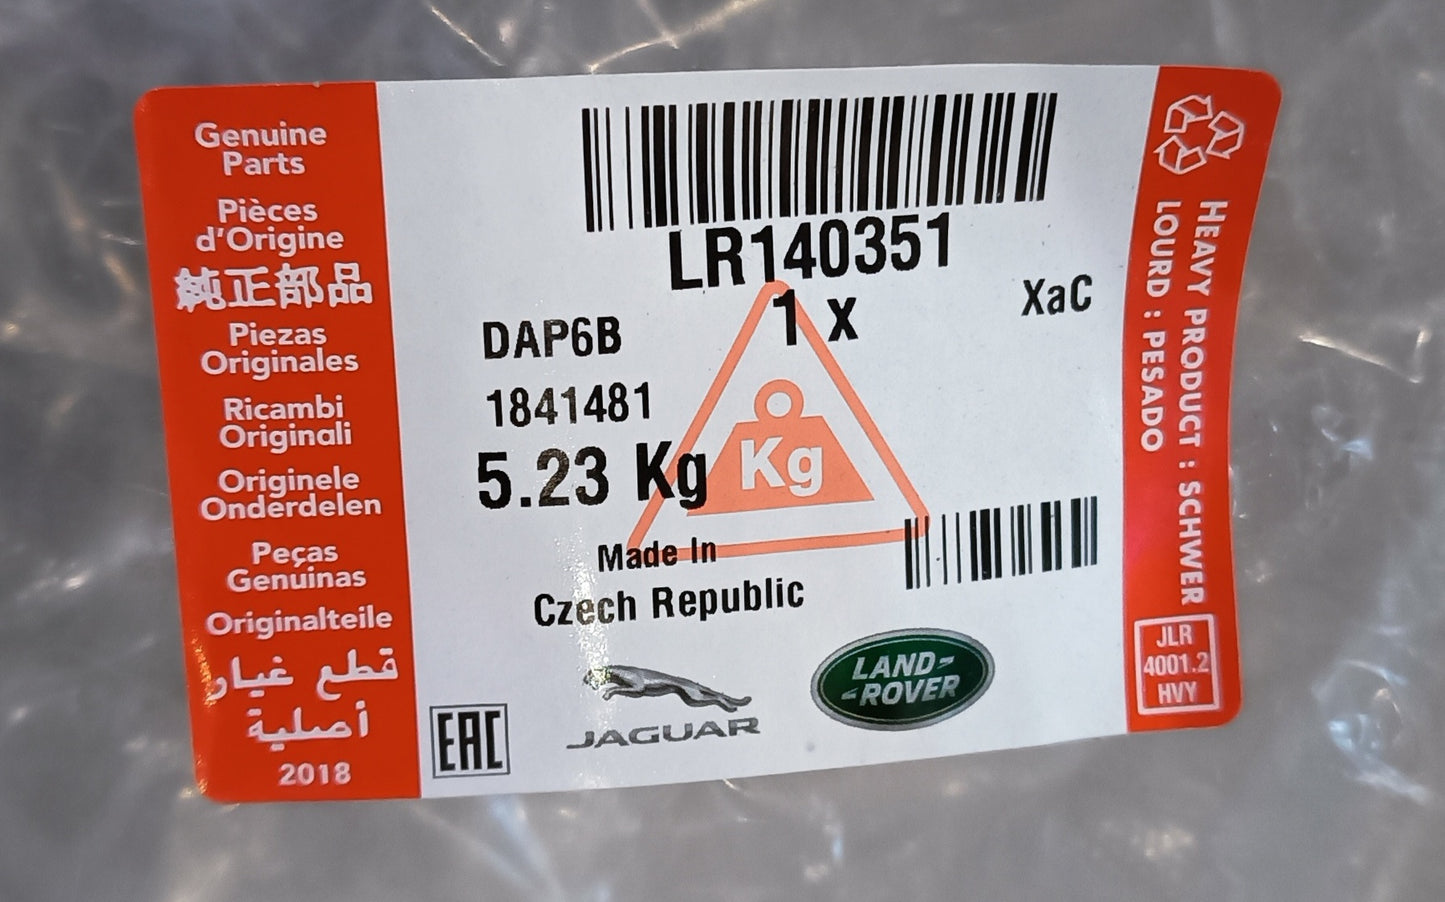 Genuine
Parts
Pièces
d'Origine
純正部品
Piezas
Originales
Ricambi
Originali
Originele
Onderdelen
Peças
Genuinas
Originalteile
قطع غيار
أصلية
2018
LR140351
1 x
XaC
DAP6B
1841481
5.23 Kg
Kg
Made In
Czech Republic
EAC
JAGUAR
LAND-
-ROVER
HEAVY PRODUCT : SCHWER
LOURD : PESADO
JLR
4001.2
HVY